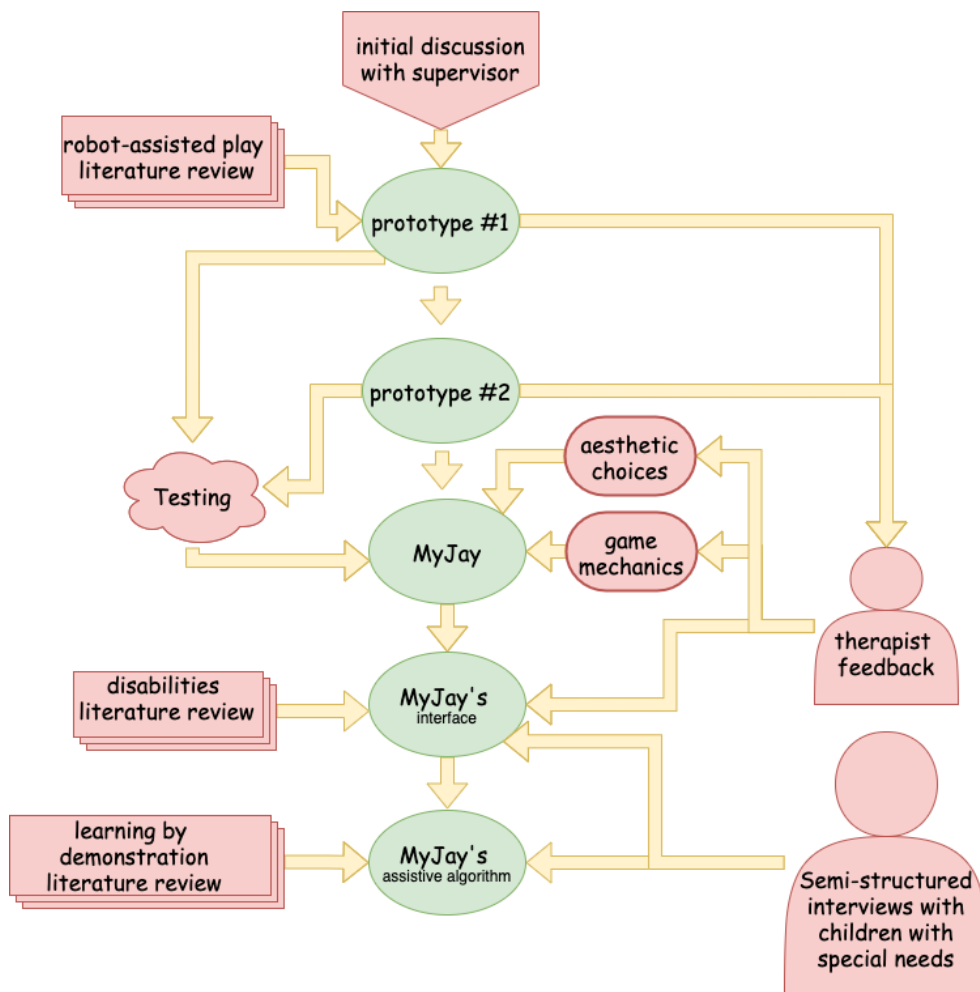 initial discussion
with supervisor
robot-assisted play
literature review
prototype #1
prototype #2
aesthetic
choices
Testing
MyJay
game
mechanics
therapist
feedback
disabilities
literature review
MyJay's
interface
learning by
demonstration
literature review
MyJay's
assistive algorithm
Semi-structured
interviews with
children with
special needs